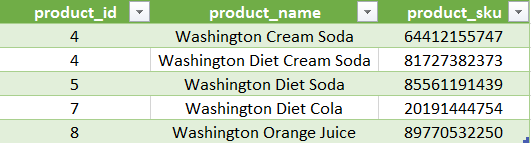 product_id product_name product_sku
4 Washington Cream Soda 64412155747
4 Washington Diet Cream Soda 81727382373
5 Washington Diet Soda 85561191439
7 Washington Diet Cola 20191444754
8 Washington Orange Juice 89770532250